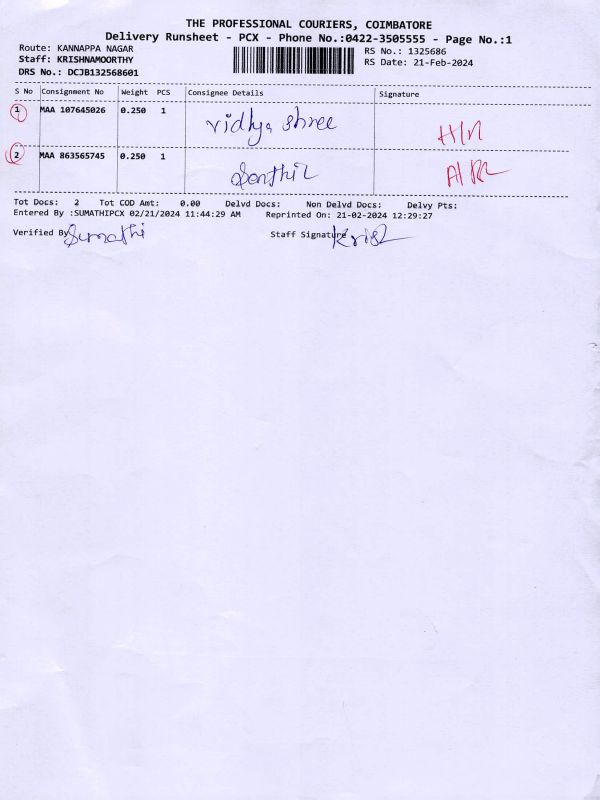 THE PROFESSIONAL COURIERS, COIMBATORE
Delivery Runsheet - PCX - Phone No.:0422-3505555 - Page No.:1
Route: KANNAPPA NAGAR RS No.: 1325686
Staff: KRISHNAMOORTHY RS Date: 21-Feb-2024
DRS No.: DCJB132568601
S No Consignment No Weight PCS Consignee Details Signature
1 MAA 107645026 0.250 1 vidhya shree H/N
2 MAA 863565745 0.250 1 Senthil
Tot Docs: 2 Tot COD Amt: 0.00 Delvd Docs: Non Delvd Docs: Delvy Pts:
Entered By :SUMATHIPCX 02/21/2024 11:44:29 AM Reprinted On: 21-02-2024 12:29:27
Verified By Sumathi Staff Signature